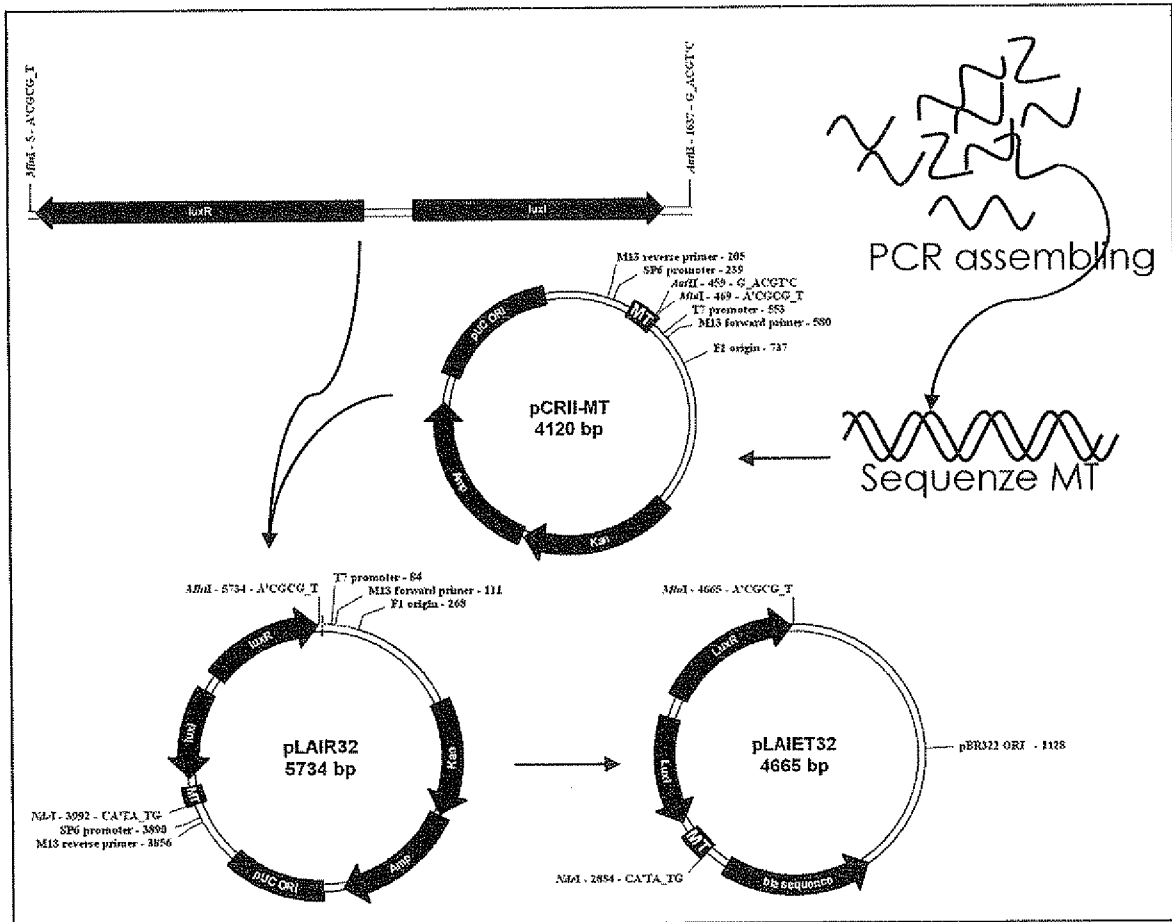 MluI - 5 - A'CGCG_T
AatII - 1637 - G_ACGT'C
luxR
luxI
PCR assembling
M13 reverse primer - 205
SP6 promoter - 239
AatII - 459 - G_ACGT'C
MluI - 469 - A'CGCG_T
T7 promoter - 553
M13 forward primer - 580
F1 origin - 737
MT
pUC ORI
pCRII-MT
4120 bp
Amp
Kan
Sequenze MT
MluI - 5734 - A'CGCG_T
T7 promoter - 84
M13 forward primer - 111
F1 origin - 268
luxR
luxI
pLAIR32
5734 bp
Kan
MT
NdeI - 3992 - CA'TA_TG
SP6 promoter - 3890
M13 reverse primer - 3856
pUC ORI
Amp
MluI - 4665 - A'CGCG_T
LuxR
LuxI
pLAIET32
4665 bp
pBR322 ORI - 1128
MT
NdeI - 2884 - CA'TA_TG
bla sequence